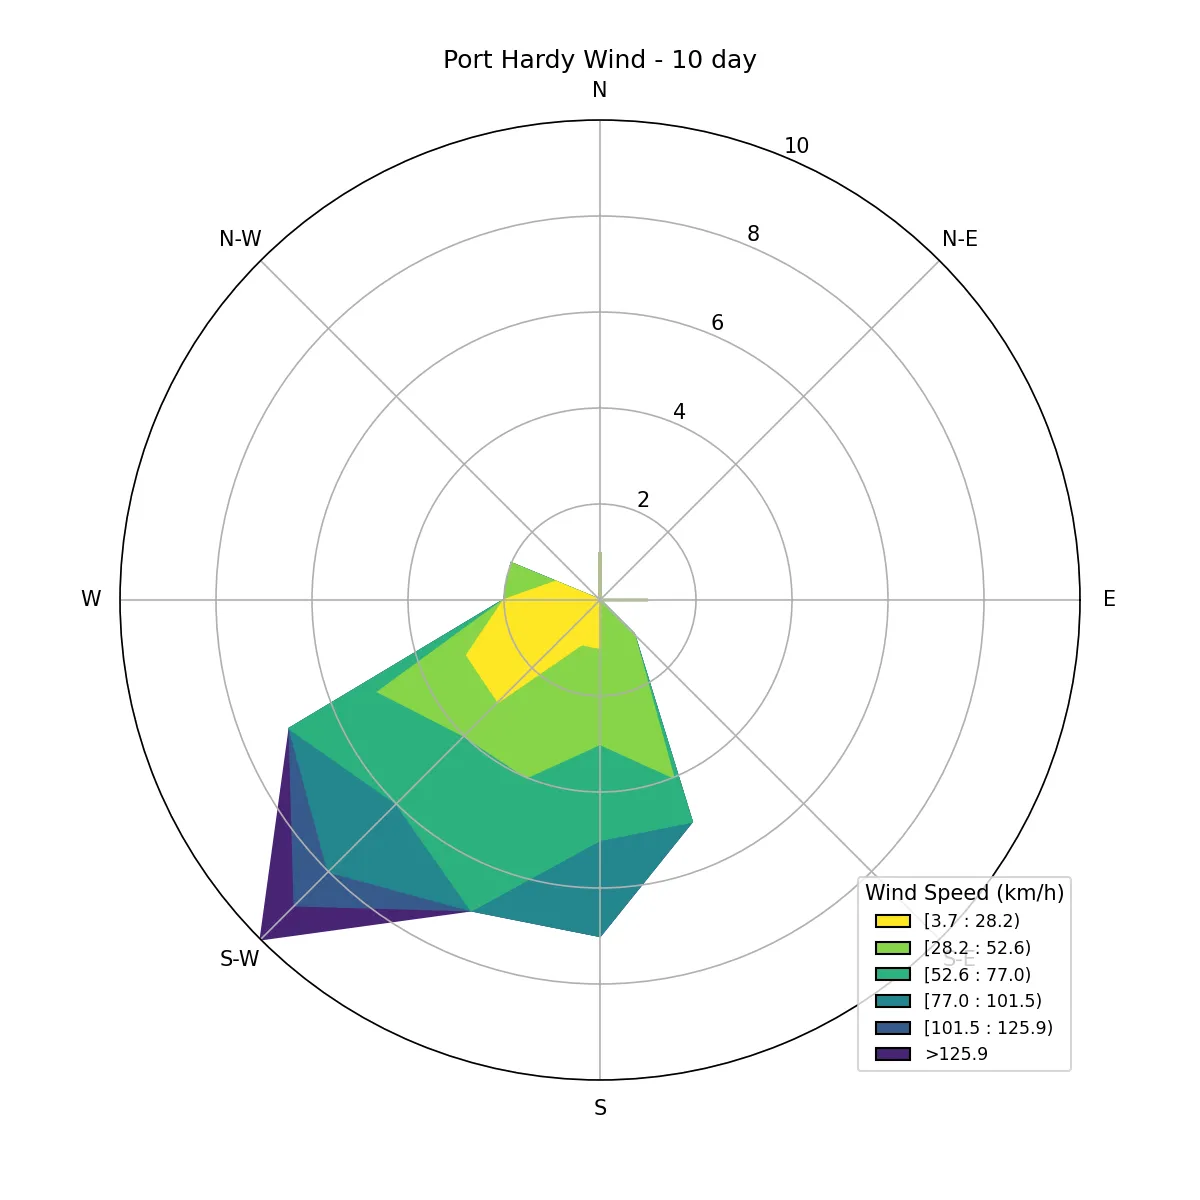 Port Hardy Wind - 10 day
N
10
N-W
8
N-E
6
4
2
W
E
Wind Speed (km/h)
[3.7 : 28.2)
[28.2 : 52.6)
S-W
S-E
[52.6 : 77.0)
[77.0 : 101.5)
[101.5 : 125.9)
>125.9
S